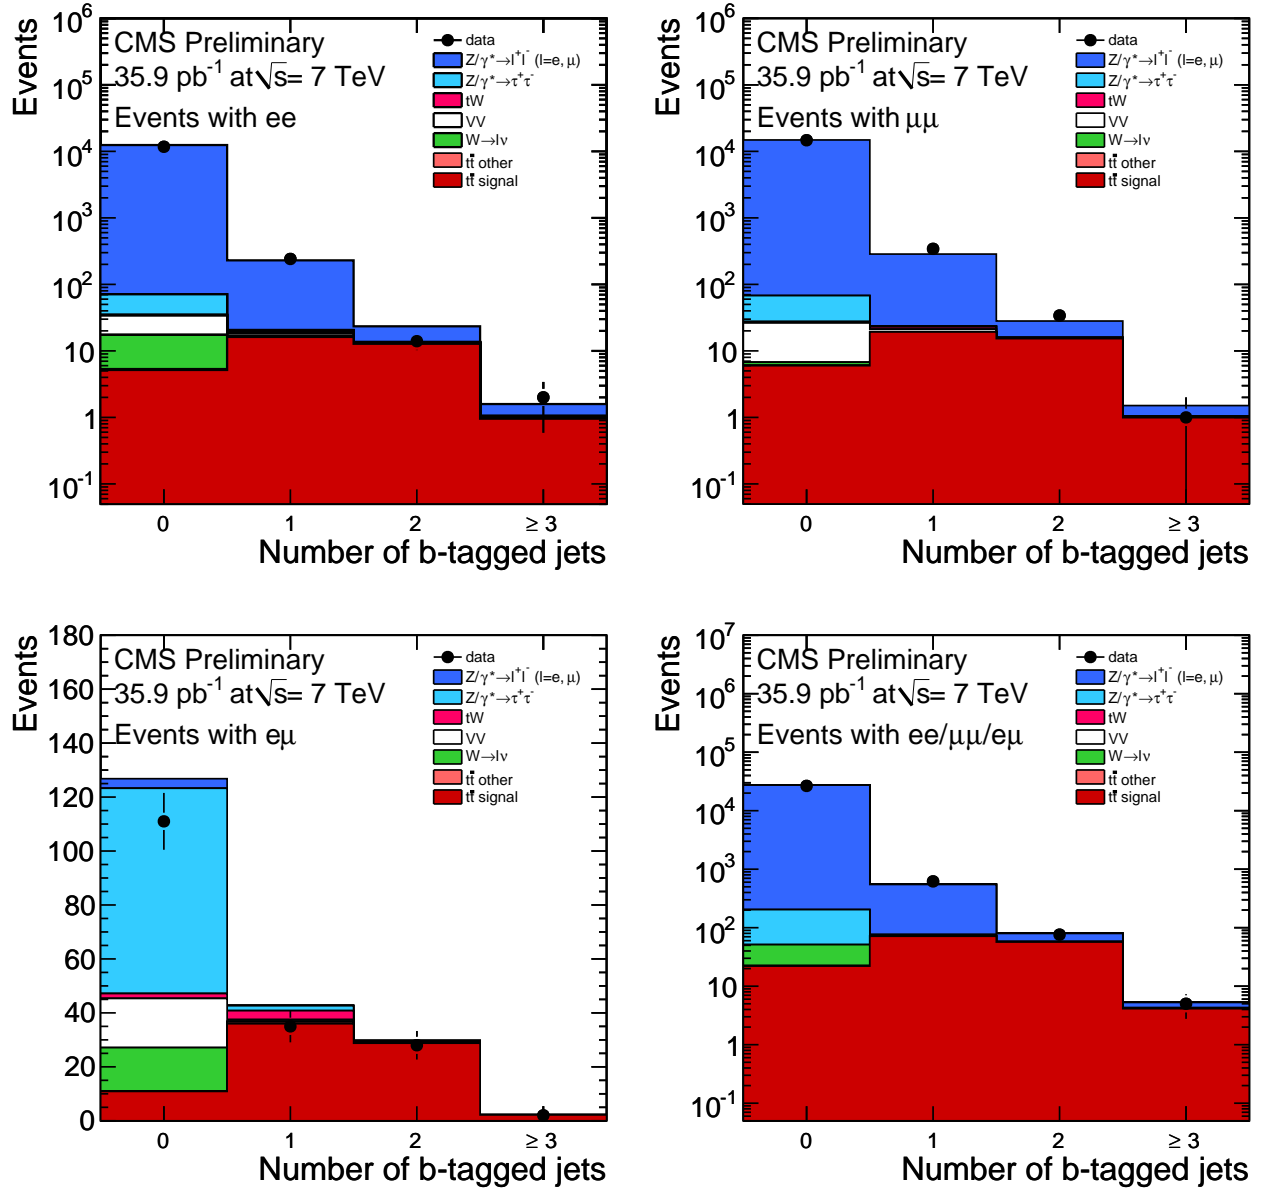 Events
10⁶
10⁵
10⁴
10³
10²
10
1
10⁻¹
CMS Preliminary
35.9 pb⁻¹ at √s = 7 TeV
Events with ee
data
Z/γ*→l⁺l⁻ (l=e, μ)
Z/γ*→τ⁺τ⁻
tW
VV
W→lν
tt̄ other
tt̄ signal
0 1 2 ≥ 3
Number of b-tagged jets
Events
10⁶
10⁵
10⁴
10³
10²
10
1
10⁻¹
CMS Preliminary
35.9 pb⁻¹ at √s = 7 TeV
Events with μμ
data
Z/γ*→l⁺l⁻ (l=e, μ)
Z/γ*→τ⁺τ⁻
tW
VV
W→lν
tt̄ other
tt̄ signal
0 1 2 ≥ 3
Number of b-tagged jets
Events
180
160
140
120
100
80
60
40
20
0
CMS Preliminary
35.9 pb⁻¹ at √s = 7 TeV
Events with eμ
data
Z/γ*→l⁺l⁻ (l=e, μ)
Z/γ*→τ⁺τ⁻
tW
VV
W→lν
tt̄ other
tt̄ signal
0 1 2 ≥ 3
Number of b-tagged jets
Events
10⁷
10⁶
10⁵
10⁴
10³
10²
10
1
10⁻¹
CMS Preliminary
35.9 pb⁻¹ at √s = 7 TeV
Events with ee/μμ/eμ
data
Z/γ*→l⁺l⁻ (l=e, μ)
Z/γ*→τ⁺τ⁻
tW
VV
W→lν
tt̄ other
tt̄ signal
0 1 2 ≥ 3
Number of b-tagged jets